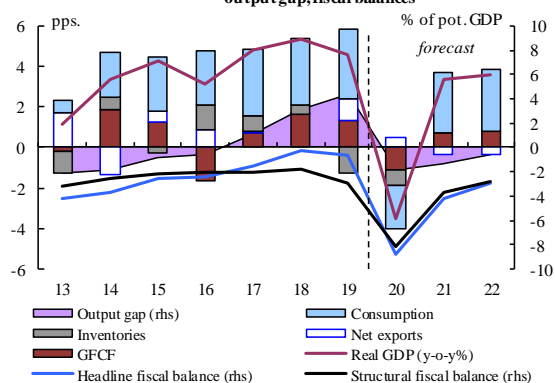 output gap, fiscal balances
pps.
% of pot. GDP
forecast
6
4
2
0
-2
-4
-6
10
8
6
4
2
0
-2
-4
-6
-8
-10
13 14 15 16 17 18 19 20 21 22
Output gap (rhs)
Consumption
Inventories
Net exports
GFCF
Real GDP (y-o-y%)
Headline fiscal balance (rhs)
Structural fiscal balance (rhs)